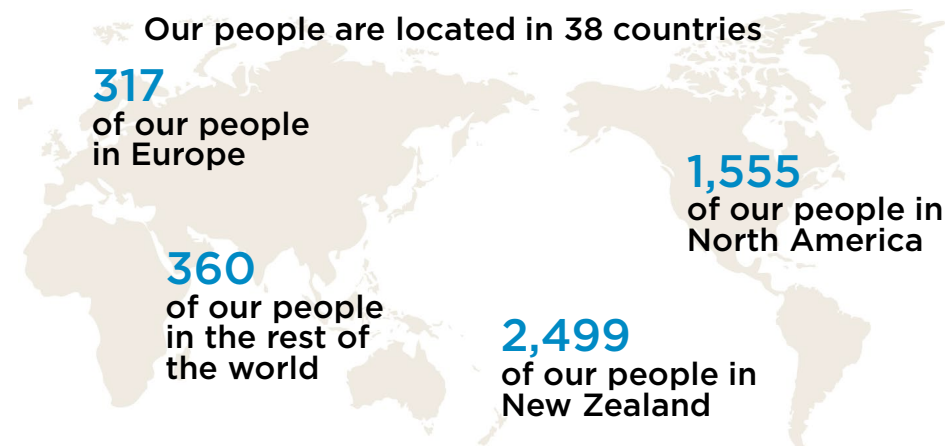 Our people are located in 38 countries
317
of our people
in Europe
1,555
of our people in
North America
360
of our people
in the rest of
the world
2,499
of our people in
New Zealand